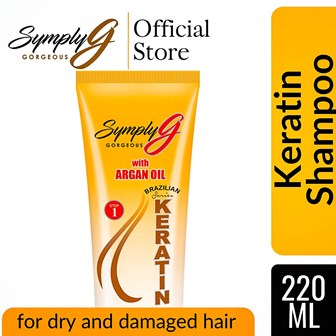 Symply G
GORGEOUS
Official
Store
Symply G
GORGEOUS
with
ARGAN OIL
BRAZILIAN
Series
STEP
1
KERATIN
Keratin
Shampoo
220
ML
for dry and damaged hair